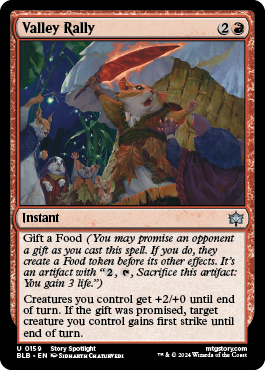 Valley Rally 2
Instant
Gift a Food (You may promise an opponent
a gift as you cast this spell. If you do, they
create a Food token before its other effects. It's
an artifact with "2, Sacrifice this artifact:
You gain 3 life.")
Creatures you control get +2/+0 until end
of turn. If the gift was promised, target
creature you control gains first strike until
end of turn.
U 0159 Story Spotlight mtgstory.com
BLB • EN Sidharth Chaturvedi ™ & © 2024 Wizards of the Coast